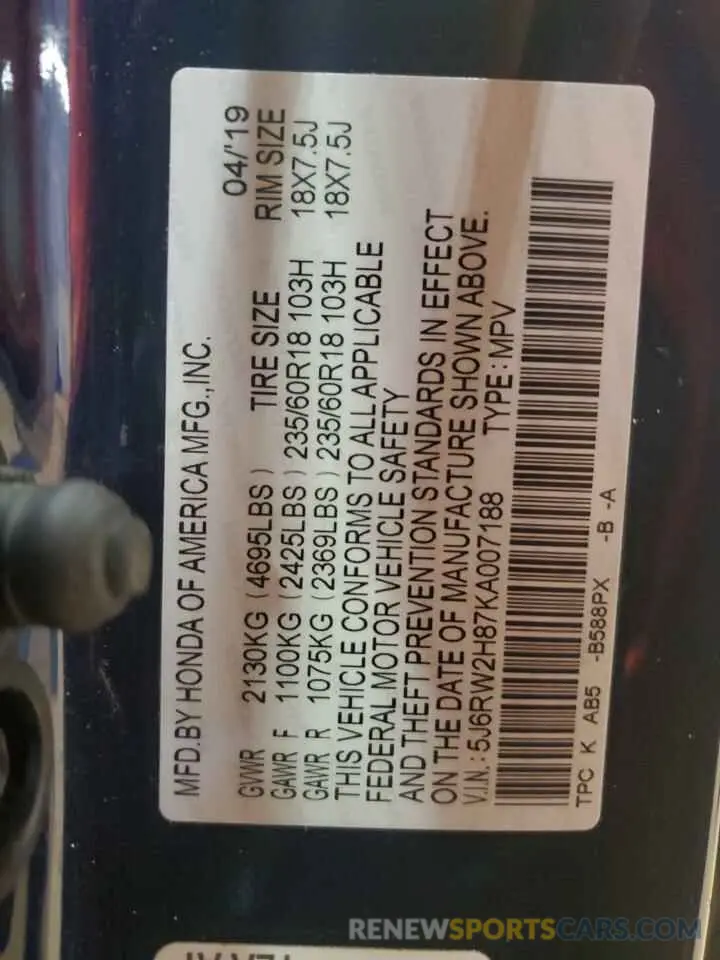 MFD.BY HONDA OF AMERICA MFG.,INC.
04/'19
GVWR 2130KG (4695LBS) TIRE SIZE RIM SIZE
GAWR F 1100KG (2425LBS) 235/60R18 103H 18X7.5J
GAWR R 1075KG (2369LBS) 235/60R18 103H 18X7.5J
THIS VEHICLE CONFORMS TO ALL APPLICABLE
FEDERAL MOTOR VEHICLE SAFETY
AND THEFT PREVENTION STANDARDS IN EFFECT
ON THE DATE OF MANUFACTURE SHOWN ABOVE.
V.I.N.: 5J6RW2H87KA007188 TYPE: MPV
TPC K AB5 -B588PX -B -A
RENEWSPORTSCARS.COM